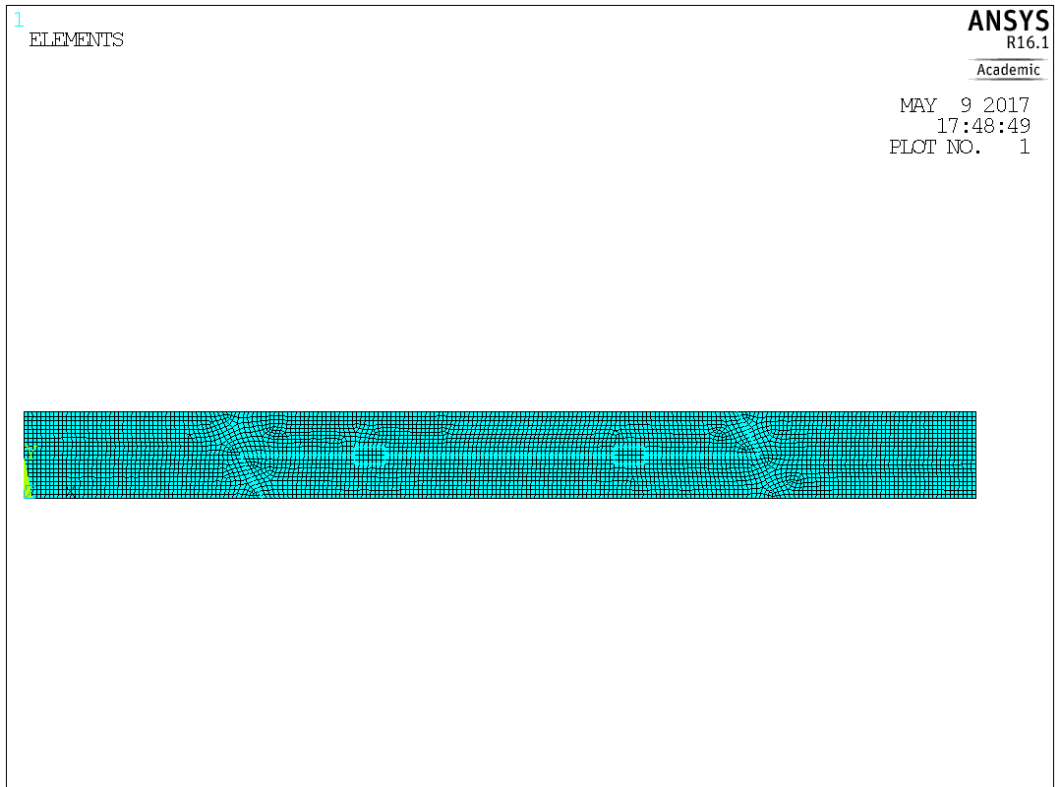 1
ELEMENTS
ANSYS
R16.1
Academic
MAY 9 2017
17:48:49
PLOT NO. 1